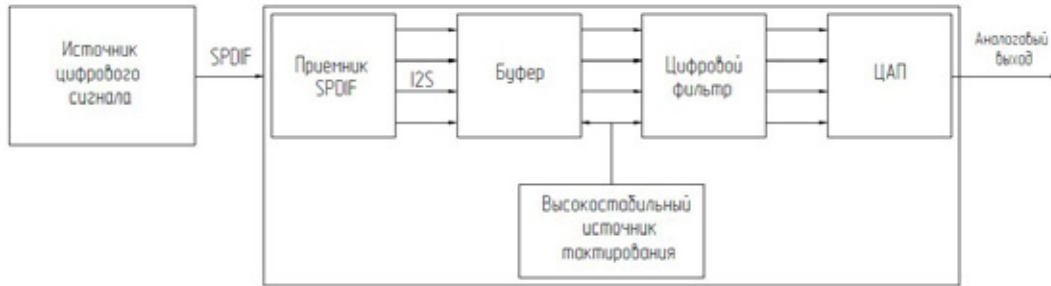 Источник
цифрового
сигнала
SPDIF
Приемник
SPDIF
I2S
Буфер
Цифровой
фильтр
ЦАП
Аналоговый
выход
Высокостабильный
источник
тактирования